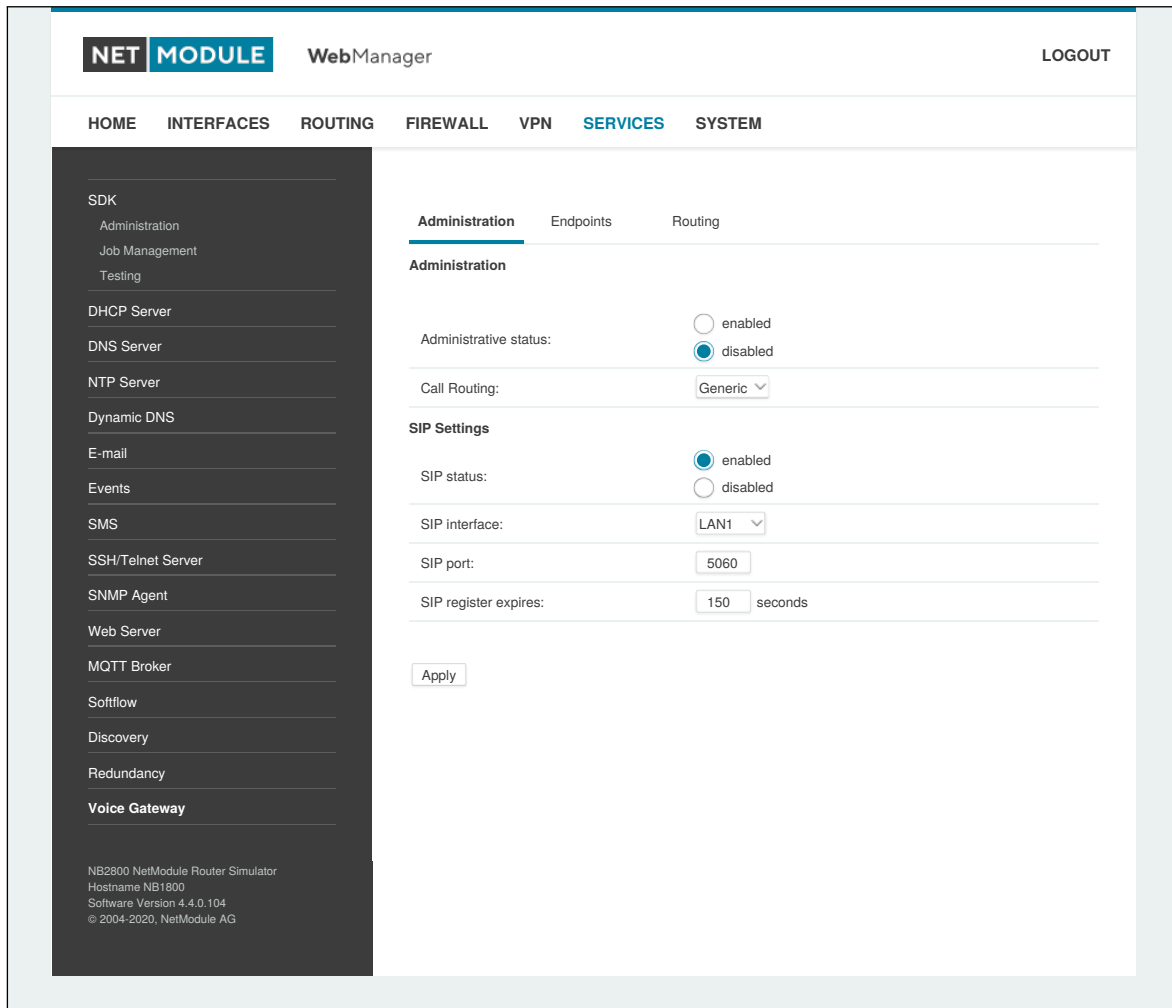 NET MODULE WebManager LOGOUT
HOME INTERFACES ROUTING FIREWALL VPN SERVICES SYSTEM
SDK
Administration
Job Management
Testing
DHCP Server
DNS Server
NTP Server
Dynamic DNS
E-mail
Events
SMS
SSH/Telnet Server
SNMP Agent
Web Server
MQTT Broker
Softflow
Discovery
Redundancy
Voice Gateway
NB2800 NetModule Router Simulator
Hostname NB1800
Software Version 4.4.0.104
© 2004-2020, NetModule AG
Administration Endpoints Routing
Administration
Administrative status:
enabled
disabled
Call Routing: Generic
SIP Settings
SIP status:
enabled
disabled
SIP interface: LAN1
SIP port: 5060
SIP register expires: 150 seconds
Apply